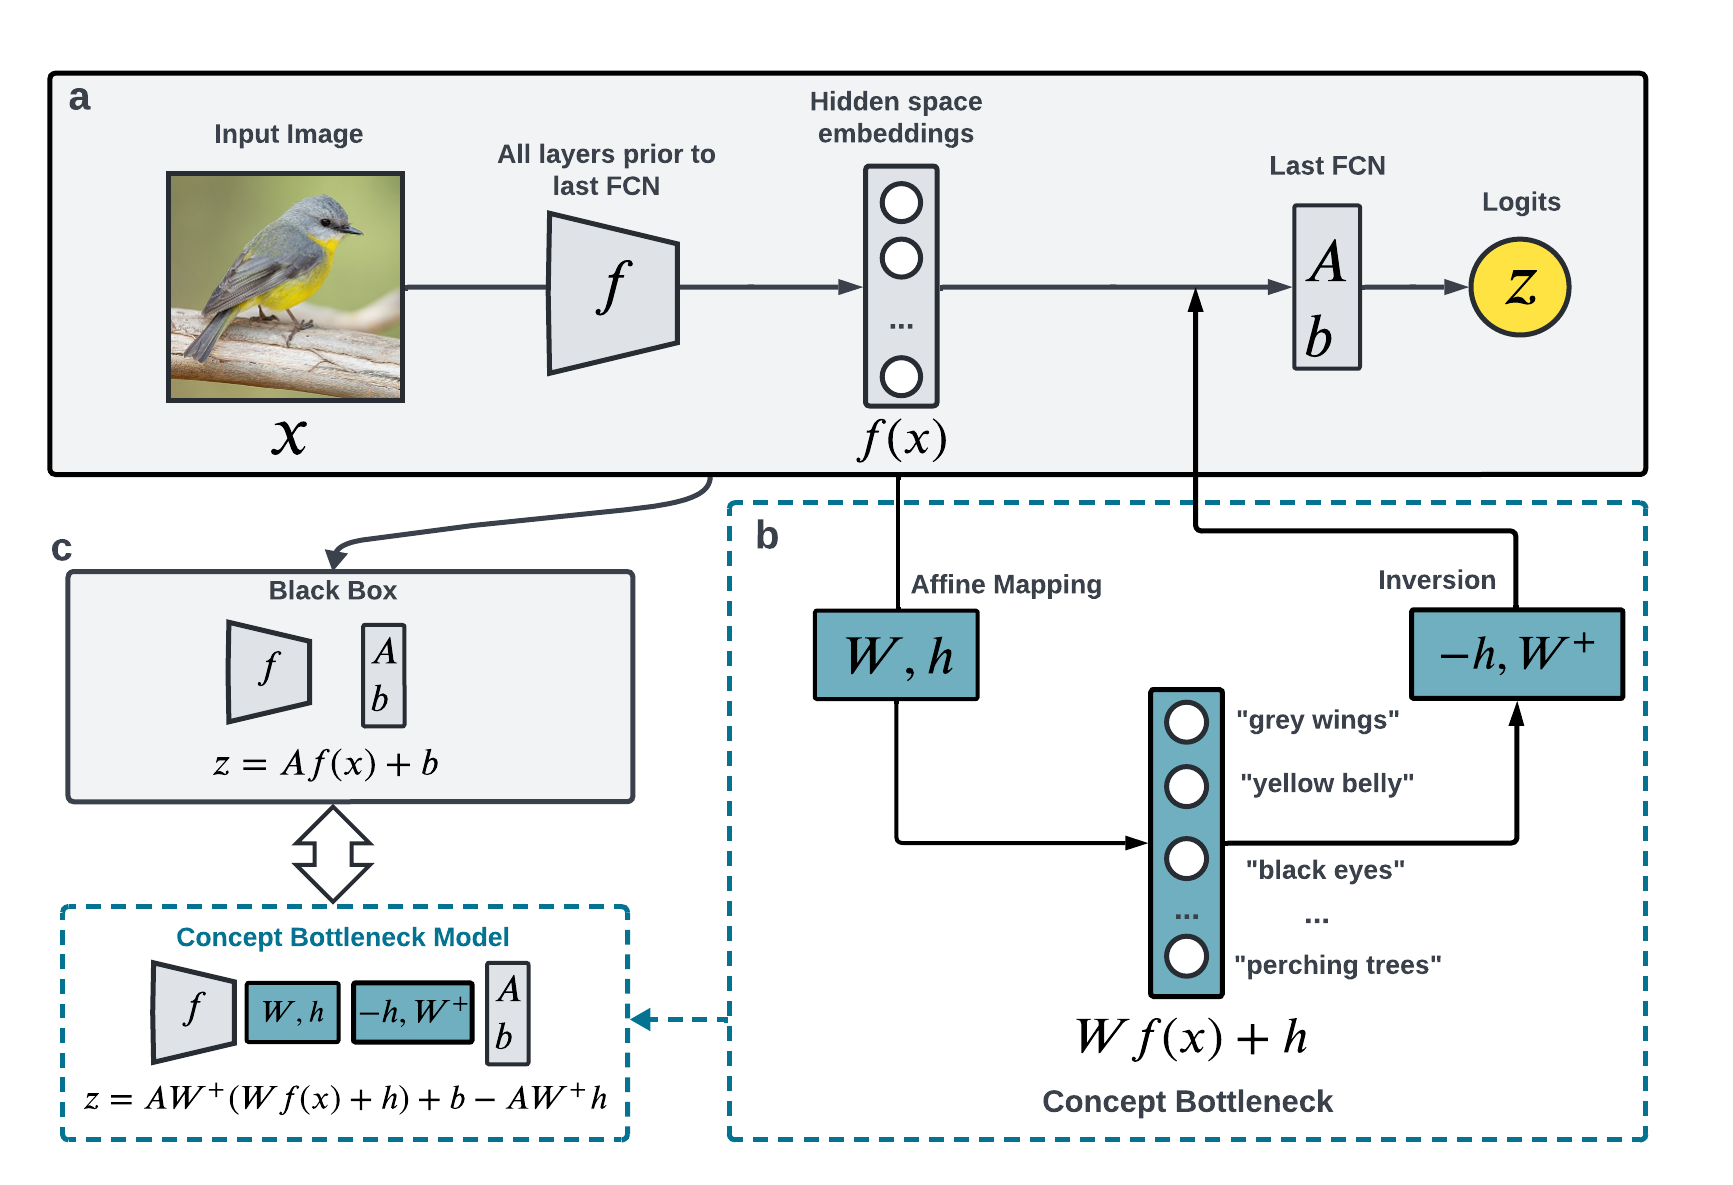 a
Input Image
x
All layers prior to
last FCN
f
Hidden space
embeddings
...
f(x)
Last FCN
A
b
Logits
z
b
Affine Mapping
W, h
Inversion
−h, W⁺
"grey wings"
"yellow belly"
"black eyes"
... ...
"perching trees"
Wf(x) + h
Concept Bottleneck
c
Black Box
f
A
b
z = Af(x) + b
Concept Bottleneck Model
f
W, h
−h, W⁺
A
b
z = AW⁺(Wf(x) + h) + b − AW⁺h